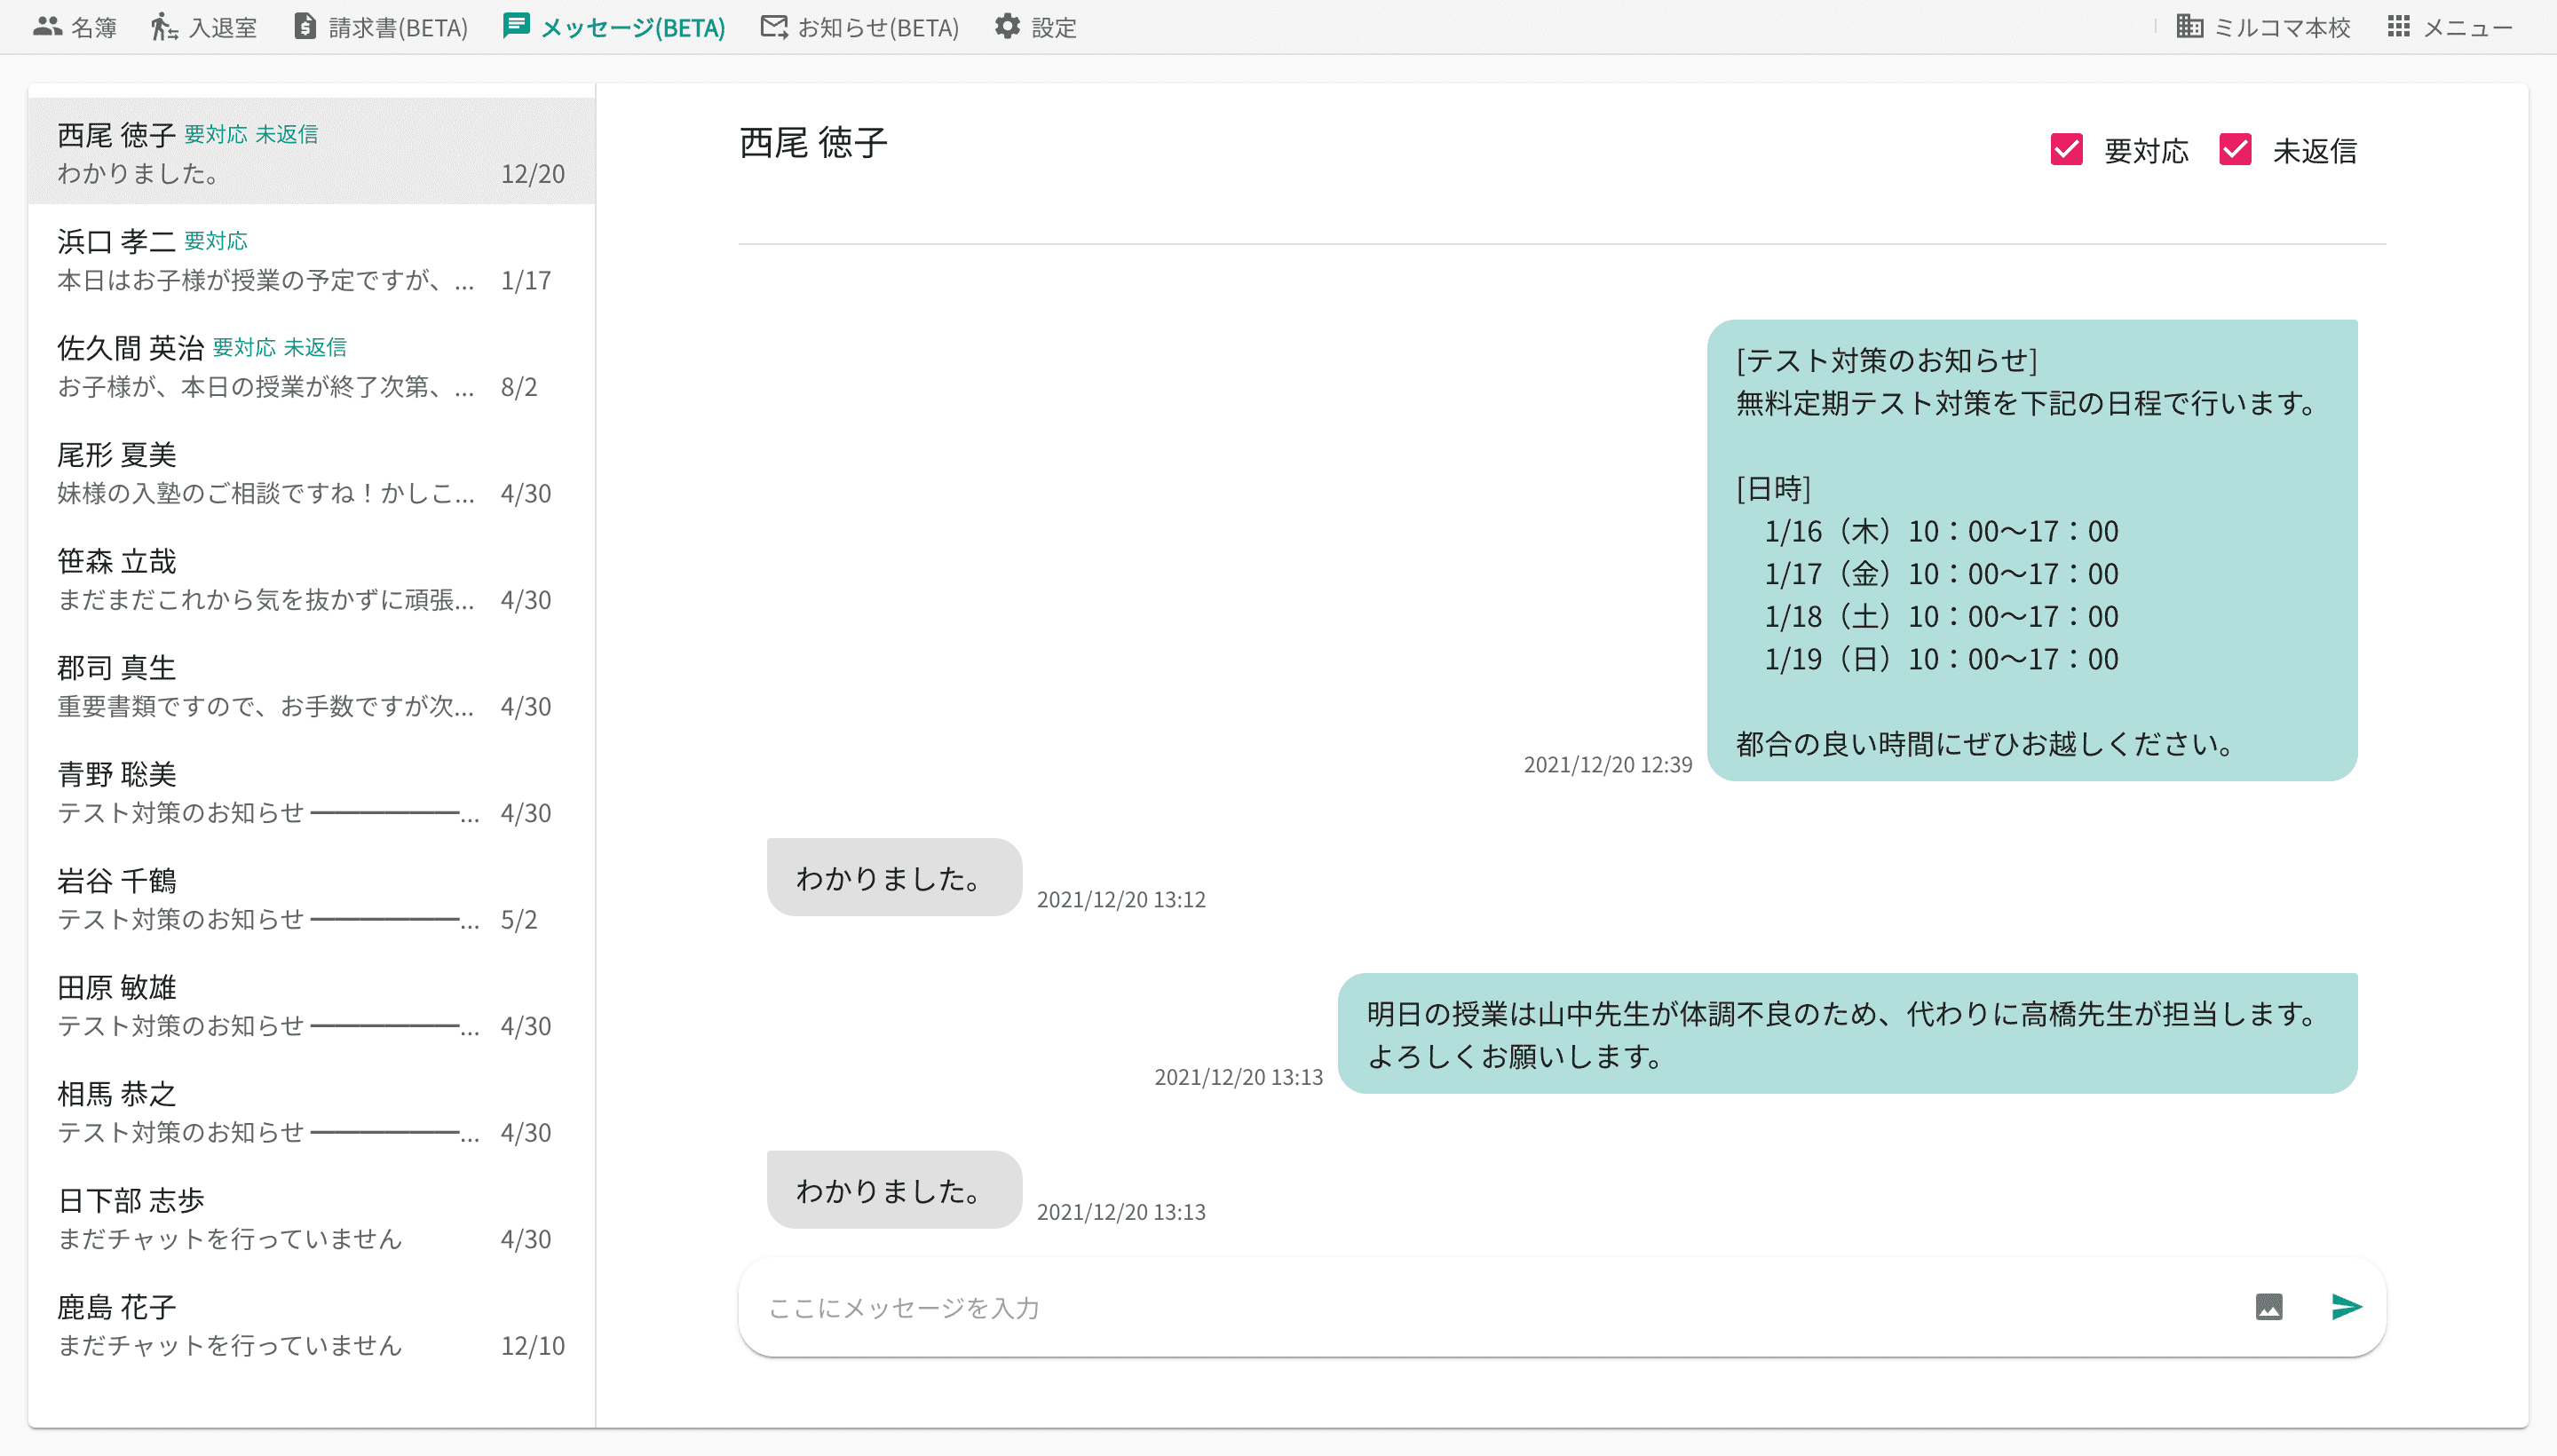 名簿 入退室 請求書(BETA) メッセージ(BETA) お知らせ(BETA) 設定 ミルコマ本校 メニュー
西尾 徳子 要対応 未返信
わかりました。 12/20
浜口 孝二 要対応
本日はお子様が授業の予定ですが、... 1/17
佐久間 英治 要対応 未返信
お子様が、本日の授業が終了次第、... 8/2
尾形 夏美
妹様の入塾のご相談ですね！かしこ... 4/30
笹森 立哉
まだまだこれから気を抜かずに頑張... 4/30
郡司 真生
重要書類ですので、お手数ですが次... 4/30
青野 聡美
テスト対策のお知らせ ━━━━━━... 4/30
岩谷 千鶴
テスト対策のお知らせ ━━━━━━... 5/2
田原 敏雄
テスト対策のお知らせ ━━━━━━... 4/30
相馬 恭之
テスト対策のお知らせ ━━━━━━... 4/30
日下部 志歩
まだチャットを行っていません 4/30
鹿島 花子
まだチャットを行っていません 12/10
西尾 徳子 要対応 未返信
[テスト対策のお知らせ]
無料定期テスト対策を下記の日程で行います。
[日時]
1/16（木）10：00〜17：00
1/17（金）10：00〜17：00
1/18（土）10：00〜17：00
1/19（日）10：00〜17：00
都合の良い時間にぜひお越しください。
2021/12/20 12:39
わかりました。
2021/12/20 13:12
明日の授業は山中先生が体調不良のため、代わりに高橋先生が担当します。
よろしくお願いします。
2021/12/20 13:13
わかりました。
2021/12/20 13:13
ここにメッセージを入力